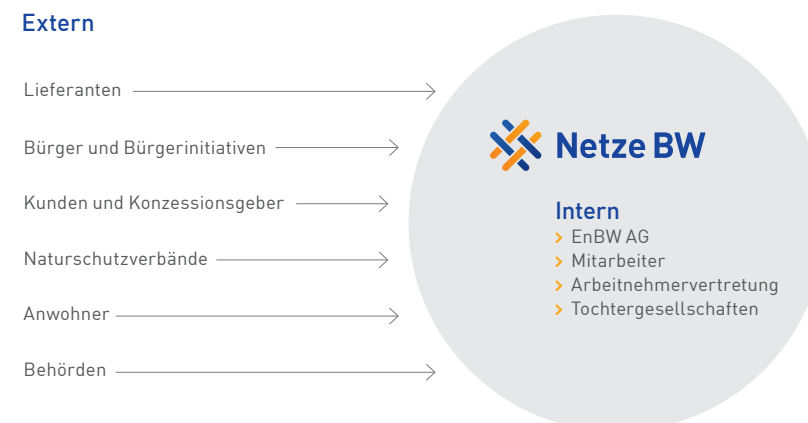 Extern
Lieferanten
Bürger und Bürgerinitiativen
Kunden und Konzessionsgeber
Naturschutzverbände
Anwohner
Behörden
Netze BW
Intern
EnBW AG
Mitarbeiter
Arbeitnehmervertretung
Tochtergesellschaften